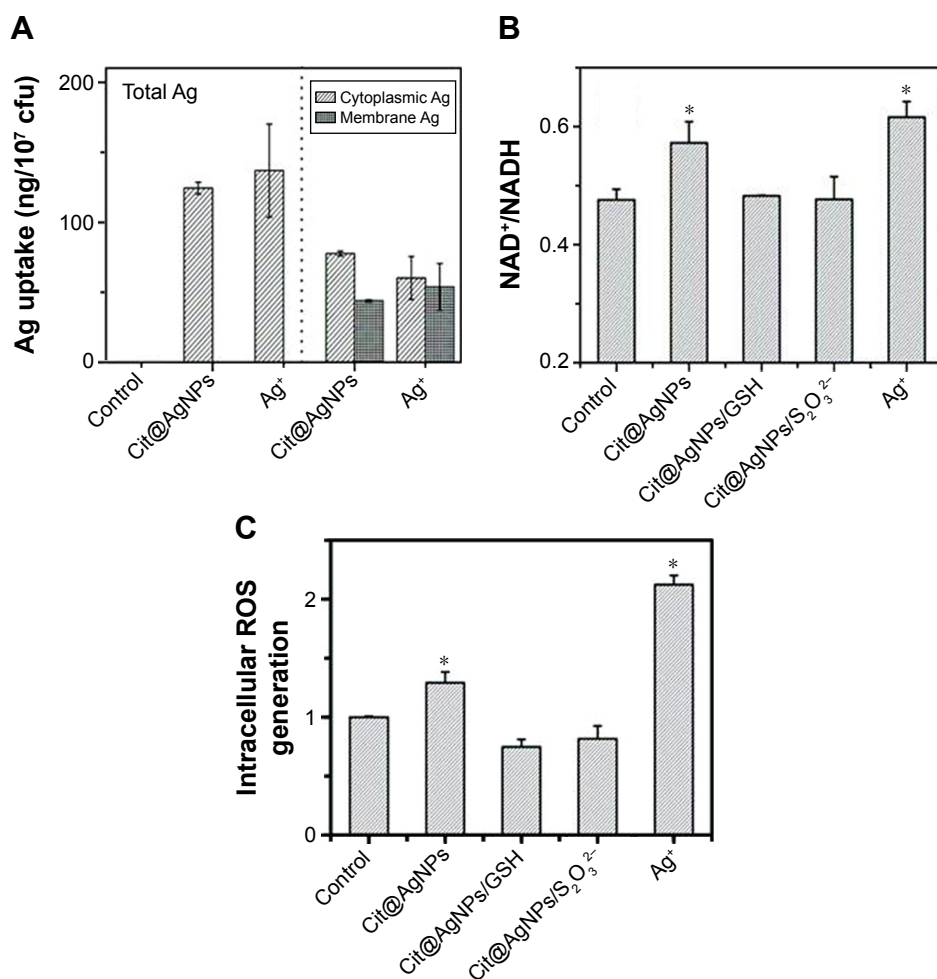 A
Ag uptake (ng/10⁷ cfu)
200
100
0
Total Ag
Cytoplasmic Ag
Membrane Ag
Control
Cit@AgNPs
Ag⁺
Cit@AgNPs
Ag⁺
B
NAD⁺/NADH
0.6
0.4
0.2
*
*
Control
Cit@AgNPs
Cit@AgNPs/GSH
Cit@AgNPs/S₂O₃²⁻
Ag⁺
C
Intracellular ROS
generation
2
1
0
*
*
Control
Cit@AgNPs
Cit@AgNPs/GSH
Cit@AgNPs/S₂O₃²⁻
Ag⁺